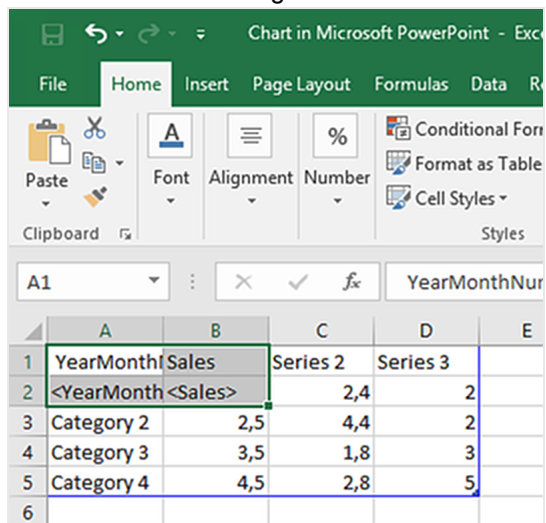 Chart in Microsoft PowerPoint - Exce
File Home Insert Page Layout Formulas Data
Paste Font Alignment Number
% Conditional For
Format as Table
Cell Styles
Clipboard Styles
A1 fx YearMonthNu
A B C D E
1 YearMonth Sales Series 2 Series 3
2 <YearMonth <Sales> 2,4 2
3 Category 2 2,5 4,4 2
4 Category 3 3,5 1,8 3
5 Category 4 4,5 2,8 5
6